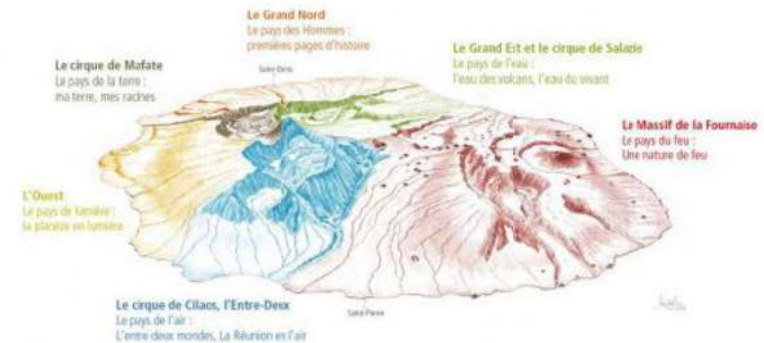 Le Grand Nord
Le pays des Hommes :
premières pages d'histoire
Le Grand Est et le cirque de Salazie
Le pays de l'eau :
l'eau des volcans, l'eau du vivant
Le cirque de Mafate
Le pays de la terre :
ma terre, mes racines
Saint-Denis
Le Massif de la Fournaise
Le pays du feu :
Une nature de feu
L'Ouest
Le pays de lumière :
la planète en lumière
Le cirque de Cilaos, l'Entre-Deux
Le pays de l'air :
L'entre deux mondes, La Réunion en l'air
Saint-Pierre